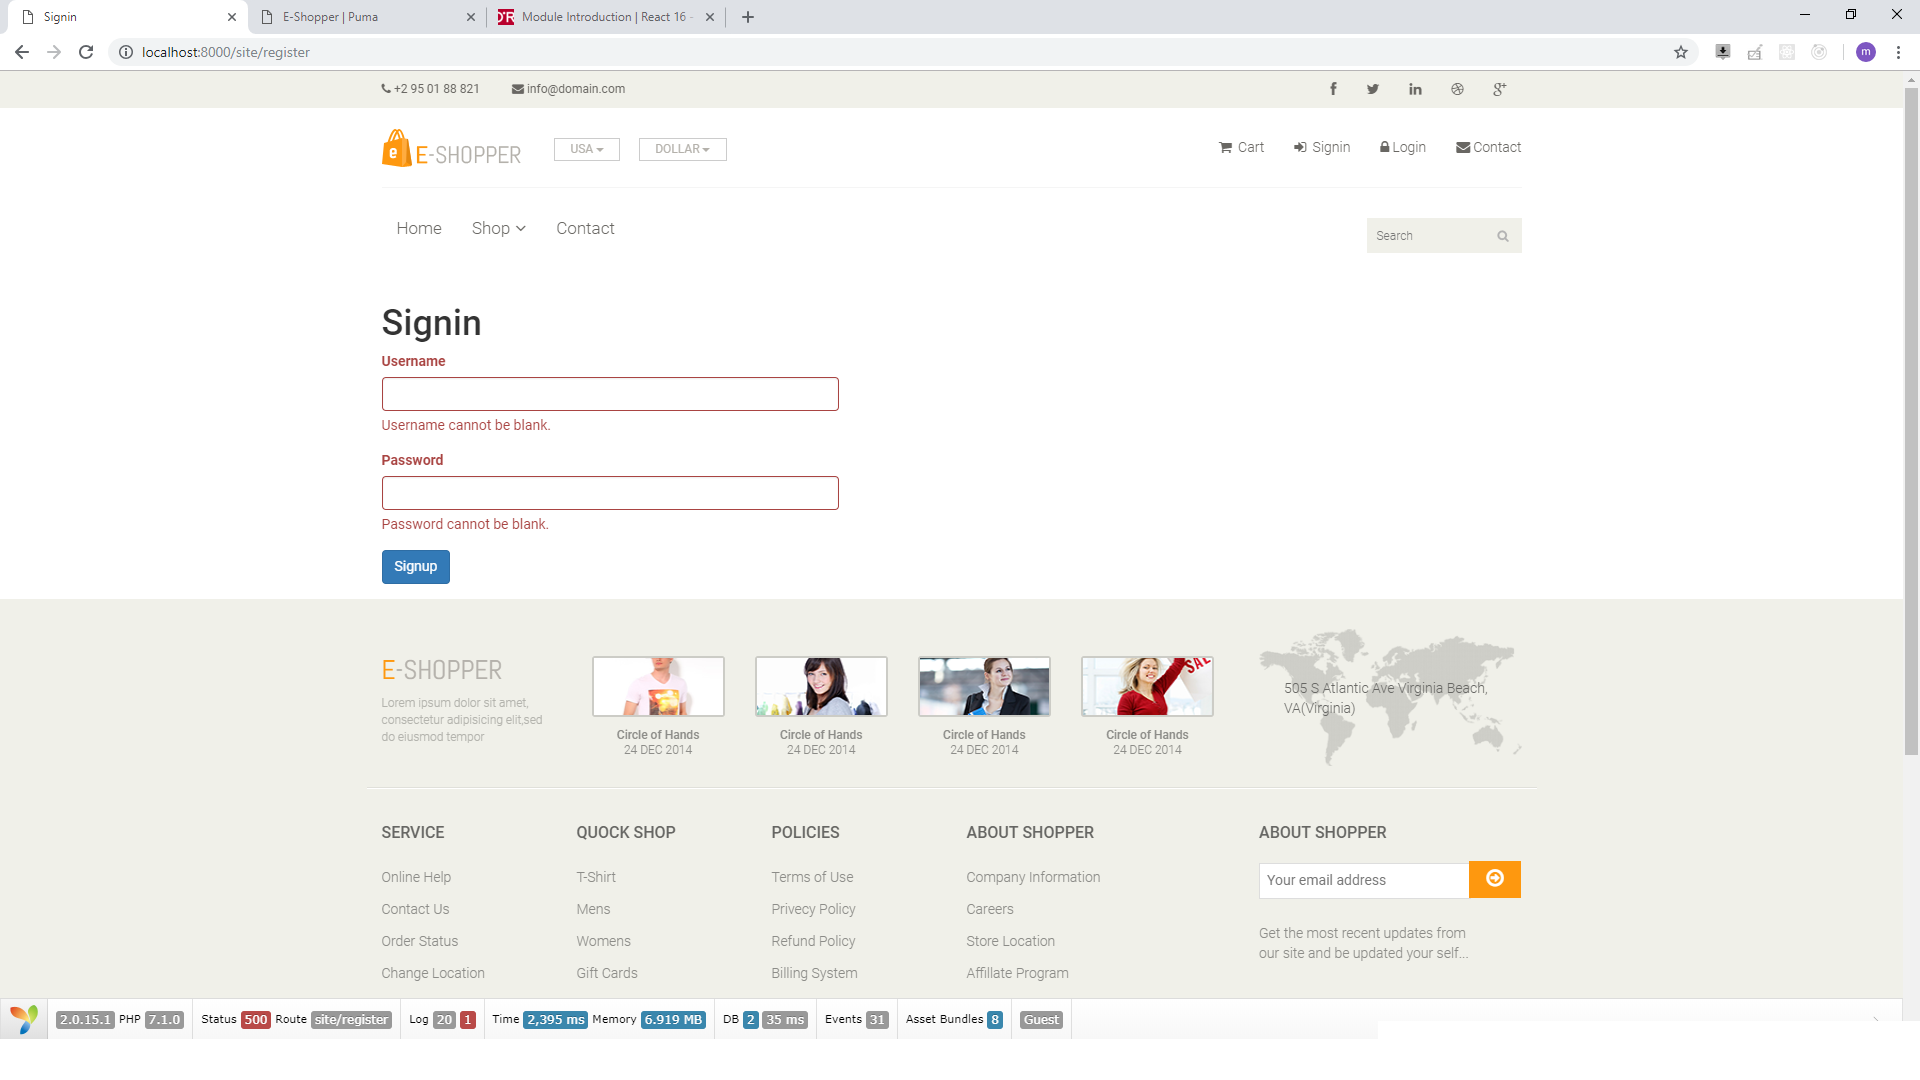 Signin
E-Shopper | Puma
Module Introduction | React 16 -
localhost:8000/site/register
m
+2 95 01 88 821
info@domain.com
E-SHOPPER
USA
DOLLAR
Cart
Signin
Login
Contact
Home
Shop
Contact
Search
Signin
Username
Username cannot be blank.
Password
Password cannot be blank.
Signup
E-SHOPPER
Lorem ipsum dolor sit amet,
consectetur adipisicing elit,sed
do eiusmod tempor
Circle of Hands
24 DEC 2014
Circle of Hands
24 DEC 2014
Circle of Hands
24 DEC 2014
SALE
Circle of Hands
24 DEC 2014
505 S Atlantic Ave Virginia Beach,
VA(Virginia)
SERVICE
Online Help
Contact Us
Order Status
Change Location
QUOCK SHOP
T-Shirt
Mens
Womens
Gift Cards
POLICIES
Terms of Use
Privecy Policy
Refund Policy
Billing System
ABOUT SHOPPER
Company Information
Careers
Store Location
Affillate Program
ABOUT SHOPPER
Your email address
Get the most recent updates from
our site and be updated your self...
2.0.15.1 PHP 7.1.0 Status 500 Route site/register Log 20 1 Time 2,395 ms Memory 6.919 MB DB 2 35 ms Events 31 Asset Bundles 8 Guest